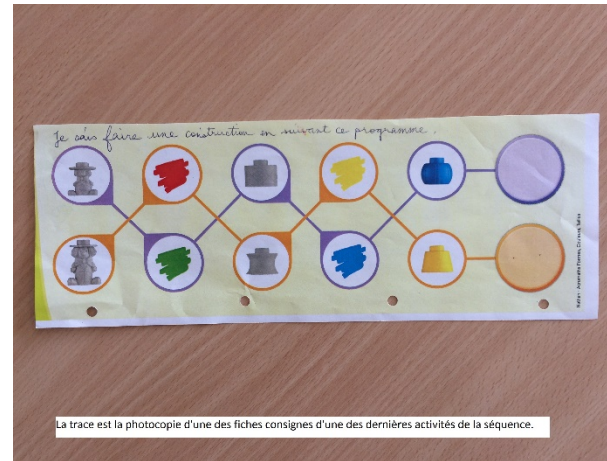 Je sais faire une construction en suivant ce programme.
La trace est la photocopie d'une des fiches consignes d'une des dernières activités de la séquence.